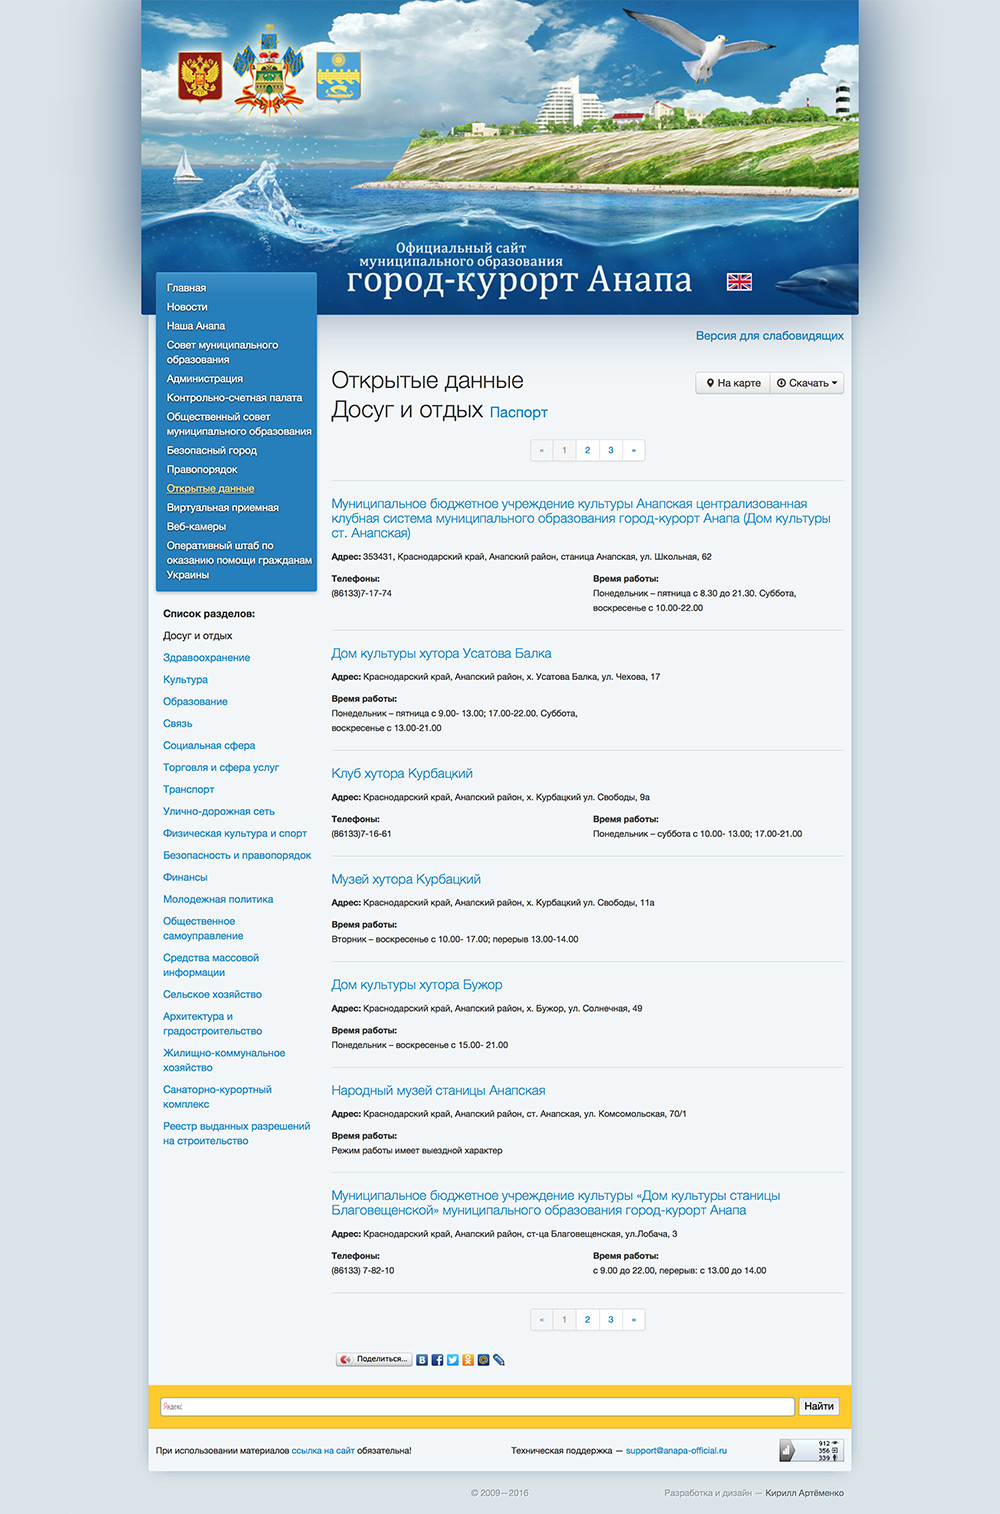 Официальный сайт
муниципального образования
город-курорт Анапа
Главная
Новости
Наша Анапа
Совет муниципального
образования
Администрация
Контрольно-счетная палата
Общественный совет
муниципального образования
Безопасный город
Правопорядок
Открытые данные
Виртуальная приемная
Веб-камеры
Оперативный штаб по
оказанию помощи гражданам
Украины
Список разделов:
Досуг и отдых
Здравоохранение
Культура
Образование
Связь
Социальная сфера
Торговля и сфера услуг
Транспорт
Улично-дорожная сеть
Физическая культура и спорт
Безопасность и правопорядок
Финансы
Молодежная политика
Общественное
самоуправление
Средства массовой
информации
Сельское хозяйство
Архитектура и
градостроительство
Жилищно-коммунальное
хозяйство
Санаторно-курортный
комплекс
Реестр выданных разрешений
на строительство
Версия для слабовидящих
Открытые данные
Досуг и отдых Паспорт
На карте Скачать
« 1 2 3 »
Муниципальное бюджетное учреждение культуры Анапская централизованная
клубная система муниципального образования город-курорт Анапа (Дом культуры
ст. Анапская)
Адрес: 353431, Краснодарский край, Анапский район, станица Анапская, ул. Школьная, 62
Телефоны:
(86133)7-17-74
Время работы:
Понедельник – пятница с 8.30 до 21.30. Суббота,
воскресенье с 10.00-22.00
Дом культуры хутора Усатова Балка
Адрес: Краснодарский край, Анапский район, х. Усатова Балка, ул. Чехова, 17
Время работы:
Понедельник – пятница с 9.00- 13.00; 17.00-22.00. Суббота,
воскресенье с 13.00-21.00
Клуб хутора Курбацкий
Адрес: Краснодарский край, Анапский район, х. Курбацкий ул. Свободы, 9а
Телефоны:
(86133)7-16-61
Время работы:
Понедельник – суббота с 10.00- 13.00; 17.00-21.00
Музей хутора Курбацкий
Адрес: Краснодарский край, Анапский район, х. Курбацкий ул. Свободы, 11а
Время работы:
Вторник – воскресенье с 10.00- 17.00; перерыв 13.00-14.00
Дом культуры хутора Бужор
Адрес: Краснодарский край, Анапский район, х. Бужор, ул. Солнечная, 49
Время работы:
Понедельник – воскресенье с 15.00- 21.00
Народный музей станицы Анапская
Адрес: Краснодарский край, Анапский район, ст. Анапская, ул. Комсомольская, 70/1
Время работы:
Режим работы имеет выездной характер
Муниципальное бюджетное учреждение культуры «Дом культуры станицы
Благовещенской» муниципального образования город-курорт Анапа
Адрес: Краснодарский край, Анапский район, ст-ца Благовещенская, ул.Лобача, 3
Телефоны:
(86133) 7-82-10
Время работы:
с 9.00 до 22.00, перерыв: с 13.00 до 14.00
« 1 2 3 »
Поделиться...
Яндекс
Найти
При использовании материалов ссылка на сайт обязательна!
Техническая поддержка — support@anapa-official.ru
912
356
339
© 2009—2016
Разработка и дизайн — Кирилл Артёменко